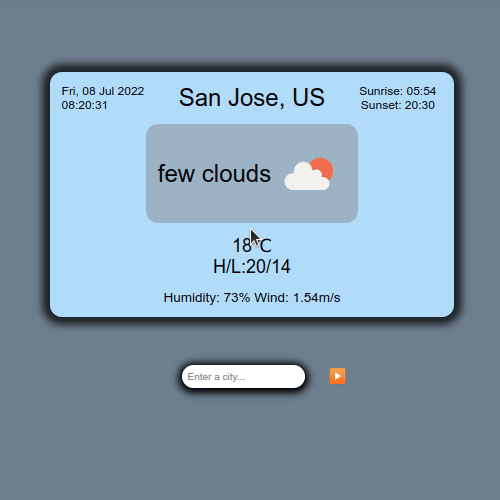 Fri, 08 Jul 2022
08:20:31
San Jose, US
Sunrise: 05:54
Sunset: 20:30
few clouds
18°C
H/L:20/14
Humidity: 73% Wind: 1.54m/s
Enter a city...